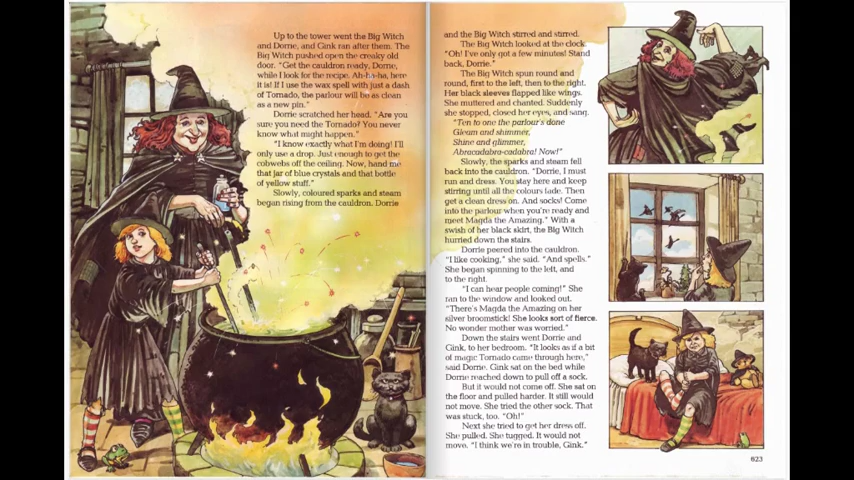 Up to the tower went the Big Witch
and Dorrie, and Gink ran after them. The
Big Witch pushed open the creaky old
door. "Get the cauldron ready, Dorrie,
while I look for the recipe. Ah-ha-ha, here
it is! If I use the wax spell with just a dash
of Tornado, the parlour will be as clean
as a new pin."
Dorrie scratched her head. "Are you
sure you need the Tornado? You never
know what might happen."
"I know exactly what I'm doing! I'll
only use a drop. Just enough to get the
cobwebs off the ceiling. Now, hand me
that jar of blue crystals and that bottle
of yellow stuff."
Slowly, coloured sparks and steam
began rising from the cauldron. Dorrie
and the Big Witch stirred and stirred.
The Big Witch looked at the clock.
"Oh! I've only got a few minutes! Stand
back, Dorrie."
The Big Witch spun round and
round, first to the left, then to the right.
Her black sleeves flapped like wings.
She muttered and chanted. Suddenly
she stopped, closed her eyes, and sang.
"Ten to one the parlour's done
Gleam and shimmer,
Shine and glimmer,
Abracadabra-cadabra! Now!"
Slowly, the sparks and steam fell
back into the cauldron. "Dorrie, I must
run and dress. You stay here and keep
stirring until all the colours fade. Then
get a clean dress on. And socks! Come
into the parlour when you're ready and
meet Magda the Amazing." With a
swish of her black skirt, the Big Witch
hurried down the stairs.
Dorrie peered into the cauldron.
"I like cooking," she said. "And spells."
She began spinning to the left, and
to the right.
"I can hear people coming!" She
ran to the window and looked out.
"There's Magda the Amazing on her
silver broomstick! She looks sort of fierce.
No wonder mother was worried."
Down the stairs went Dorrie and
Gink, to her bedroom. "It looks as if a bit
of magic Tornado came through here,"
said Dorrie. Gink sat on the bed while
Dorrie reached down to pull off a sock.
But it would not come off. She sat on
the floor and pulled harder. It still would
not move. She tried the other sock. That
was stuck, too. "Oh!"
Next she tried to get her dress off.
She pulled. She tugged. It would not
move. "I think we're in trouble, Gink."
623